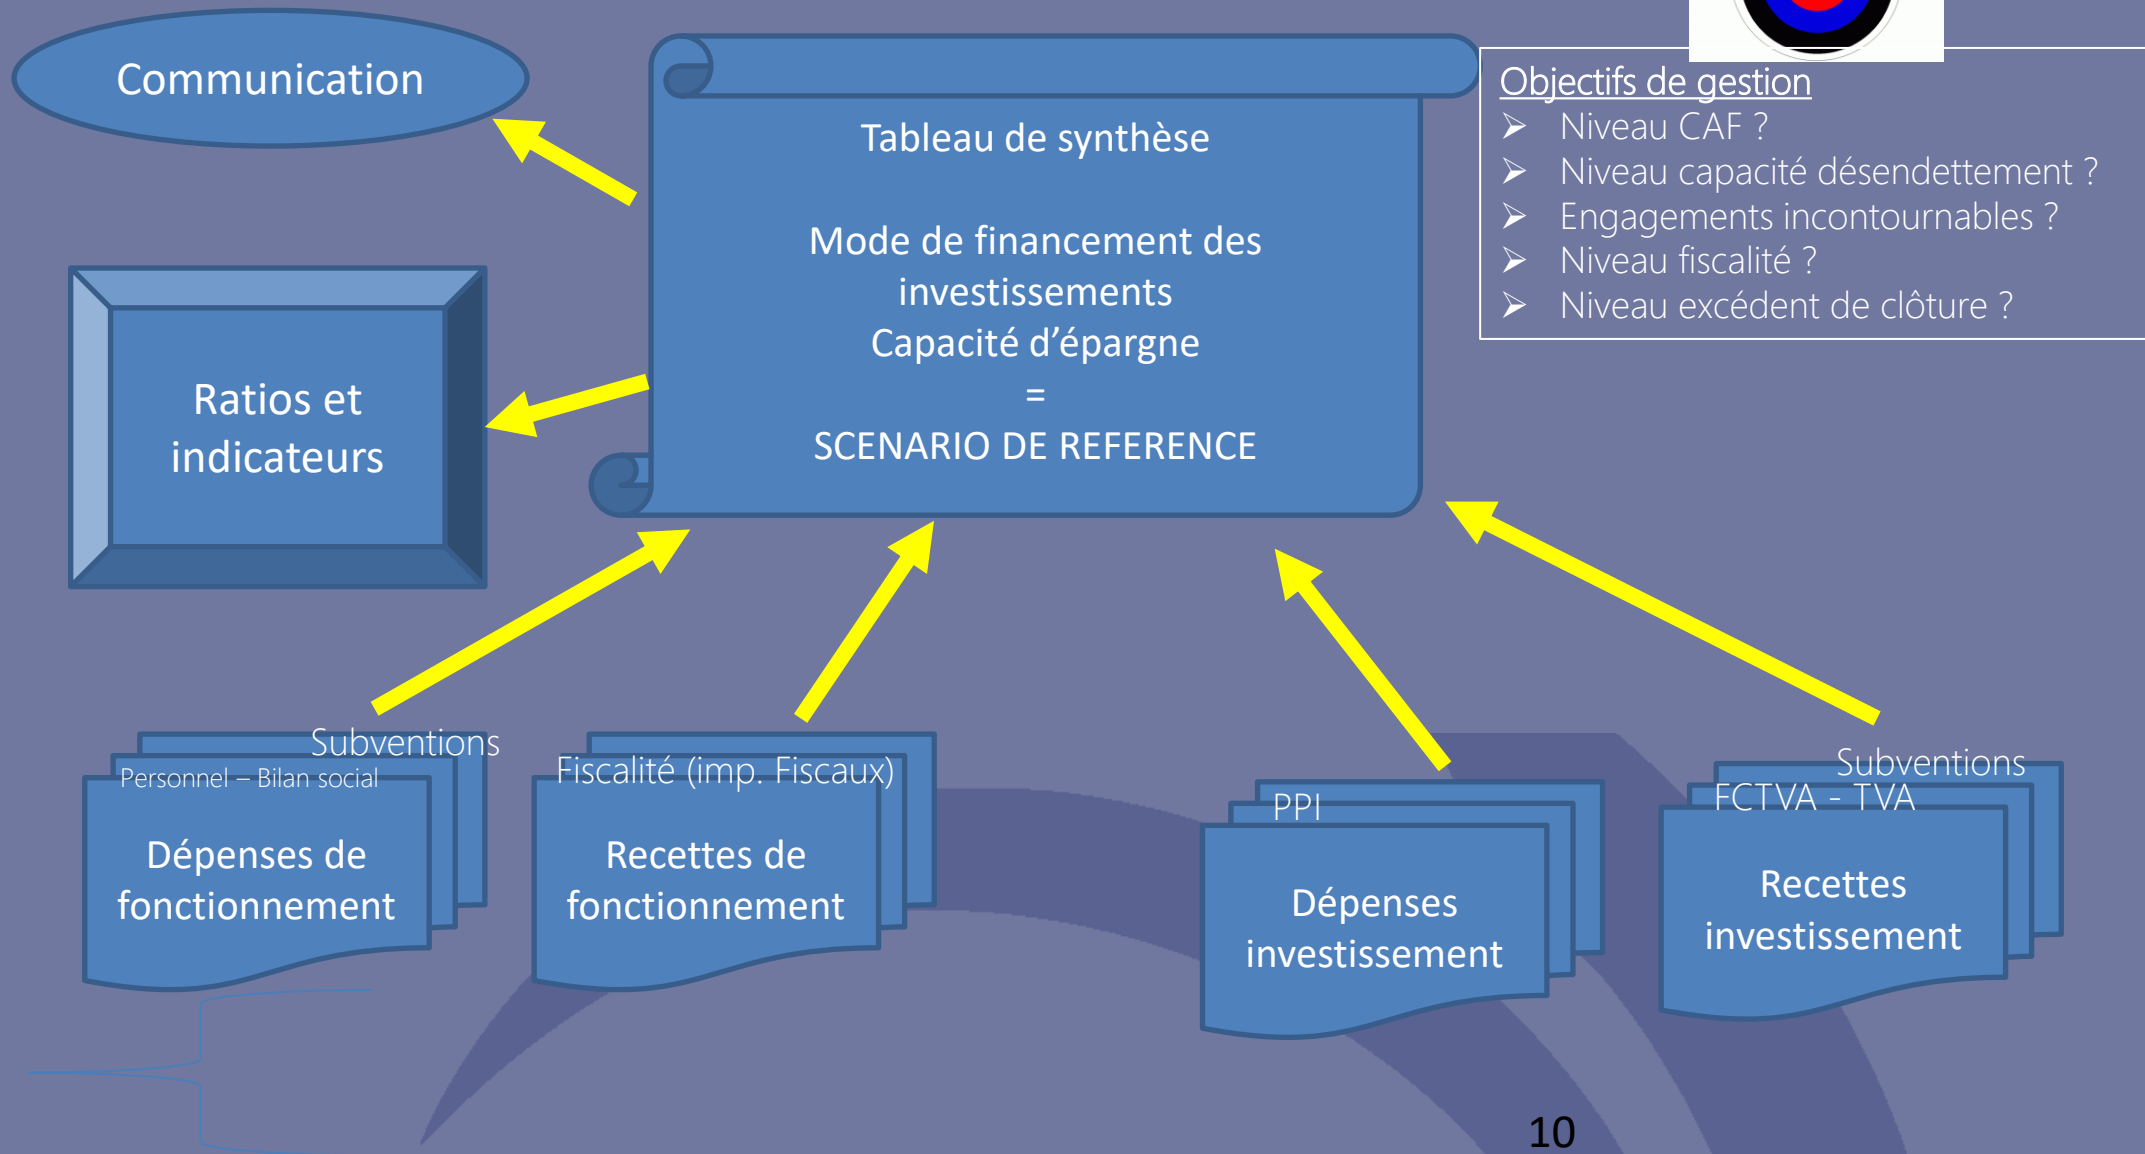 Communication
Tableau de synthèse
Mode de financement des
investissements
Capacité d’épargne
=
SCENARIO DE REFERENCE
Objectifs de gestion
➢ Niveau CAF ?
➢ Niveau capacité désendettement ?
➢ Engagements incontournables ?
➢ Niveau fiscalité ?
➢ Niveau excédent de clôture ?
Ratios et
indicateurs
Subventions
Personnel – Bilan social
Dépenses de
fonctionnement
Fiscalité (imp. Fiscaux)
Recettes de
fonctionnement
PPI
Dépenses
investissement
Subventions
FCTVA - TVA
Recettes
investissement
10